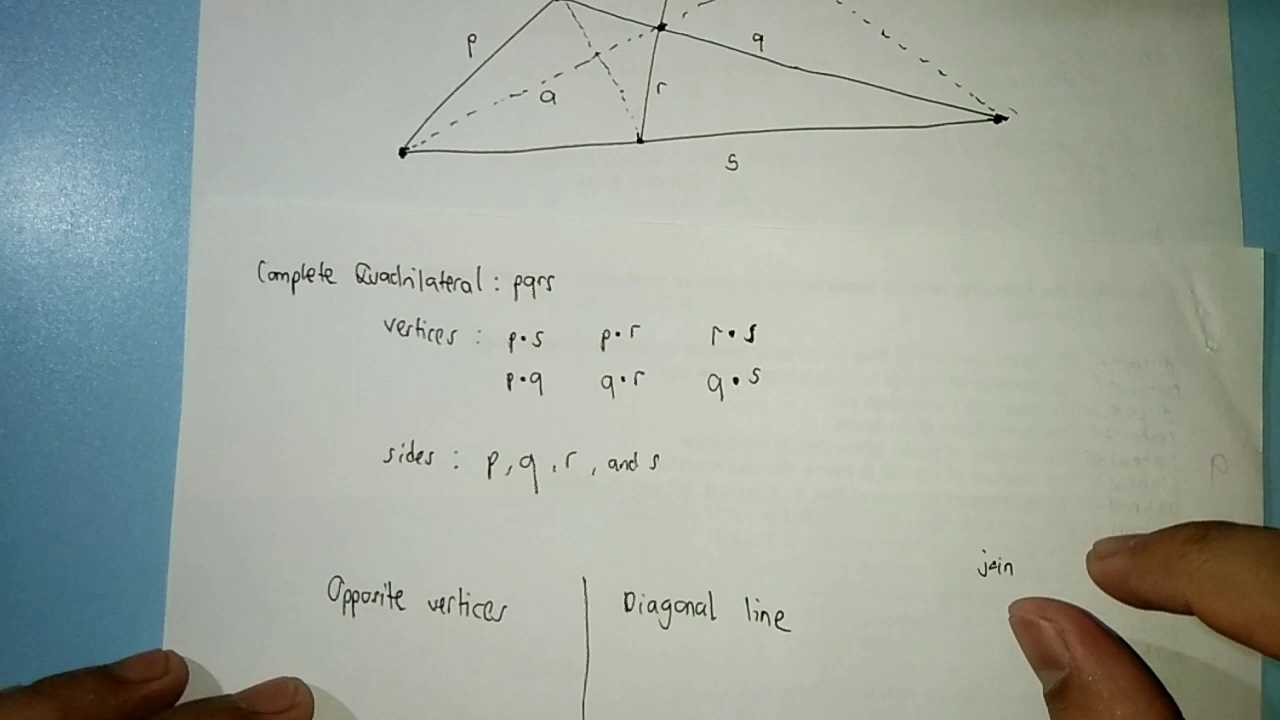 p
q
a
r
s
Complete Quadrilateral : pqrs
vertices : p·s p·r r·s
p·q q·r q·s
sides : p, q, r, and s
join
Opposite vertices Diagonal line